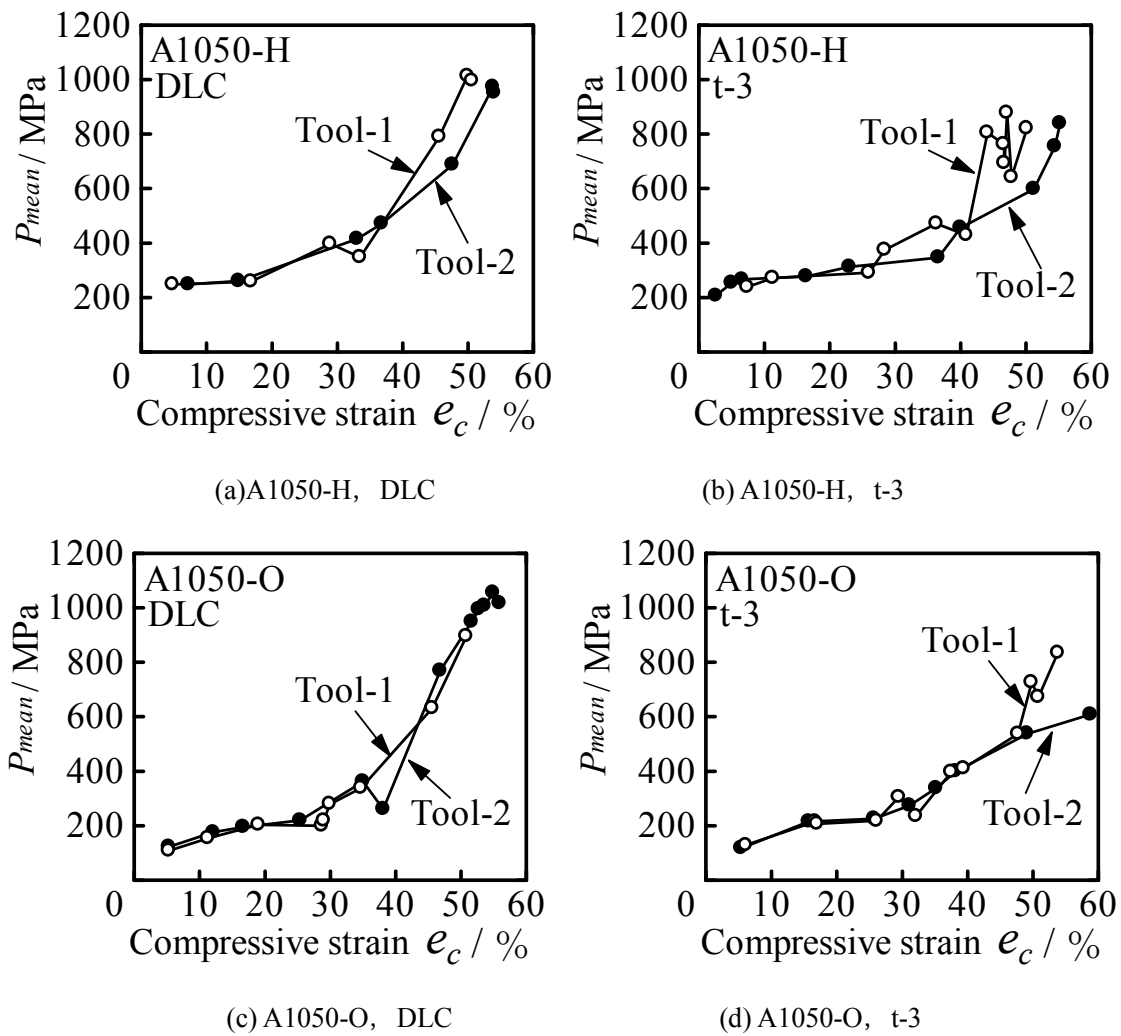 1200
1000
800
600
400
200
0
10 20 30 40 50 60
P_mean / MPa
A1050-H
DLC
Tool-1
Tool-2
Compressive strain e_c / %
(a)A1050-H, DLC
1200
1000
800
600
400
200
0
10 20 30 40 50 60
P_mean / MPa
A1050-H
t-3
Tool-1
Tool-2
Compressive strain e_c / %
(b) A1050-H, t-3
1200
1000
800
600
400
200
0
10 20 30 40 50 60
P_mean / MPa
A1050-O
DLC
Tool-1
Tool-2
Compressive strain e_c / %
(c) A1050-O, DLC
1200
1000
800
600
400
200
0
10 20 30 40 50 60
P_mean / MPa
A1050-O
t-3
Tool-1
Tool-2
Compressive strain e_c / %
(d) A1050-O, t-3